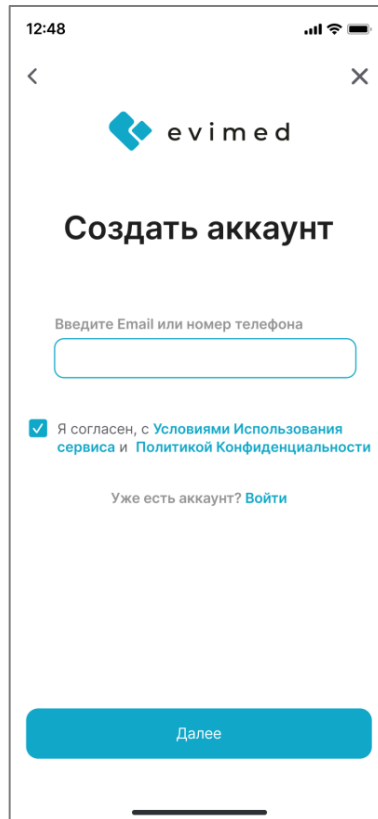 12:48
evimed
Создать аккаунт
Введите Email или номер телефона
Я согласен, с Условиями Использования
сервиса и Политикой Конфиденциальности
Уже есть аккаунт? Войти
Далее